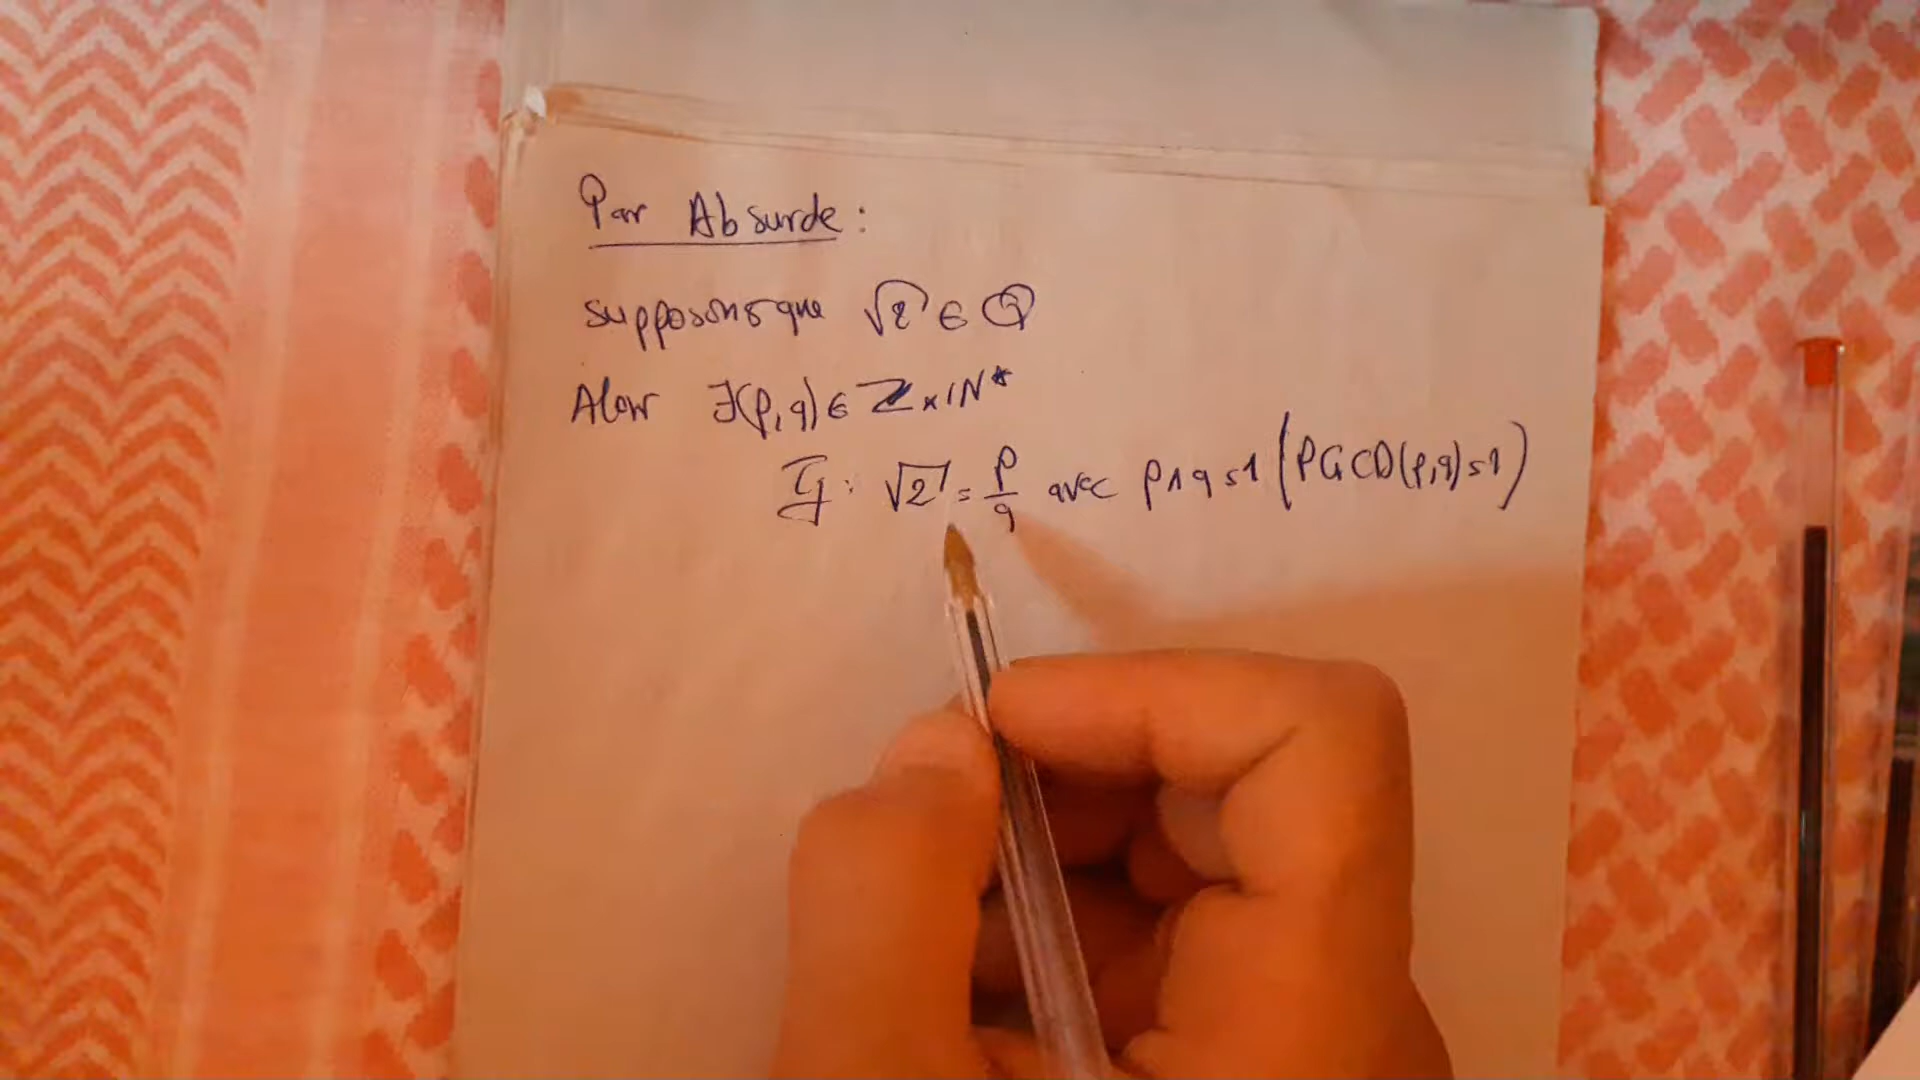 Par Absurde :
supposons que √2 ∈ ℚ
Alors ∃(p,q) ∈ ℤ×ℕ*
Tq : √2 = p/q avec p∧q=1 (PGCD(p,q)=1)